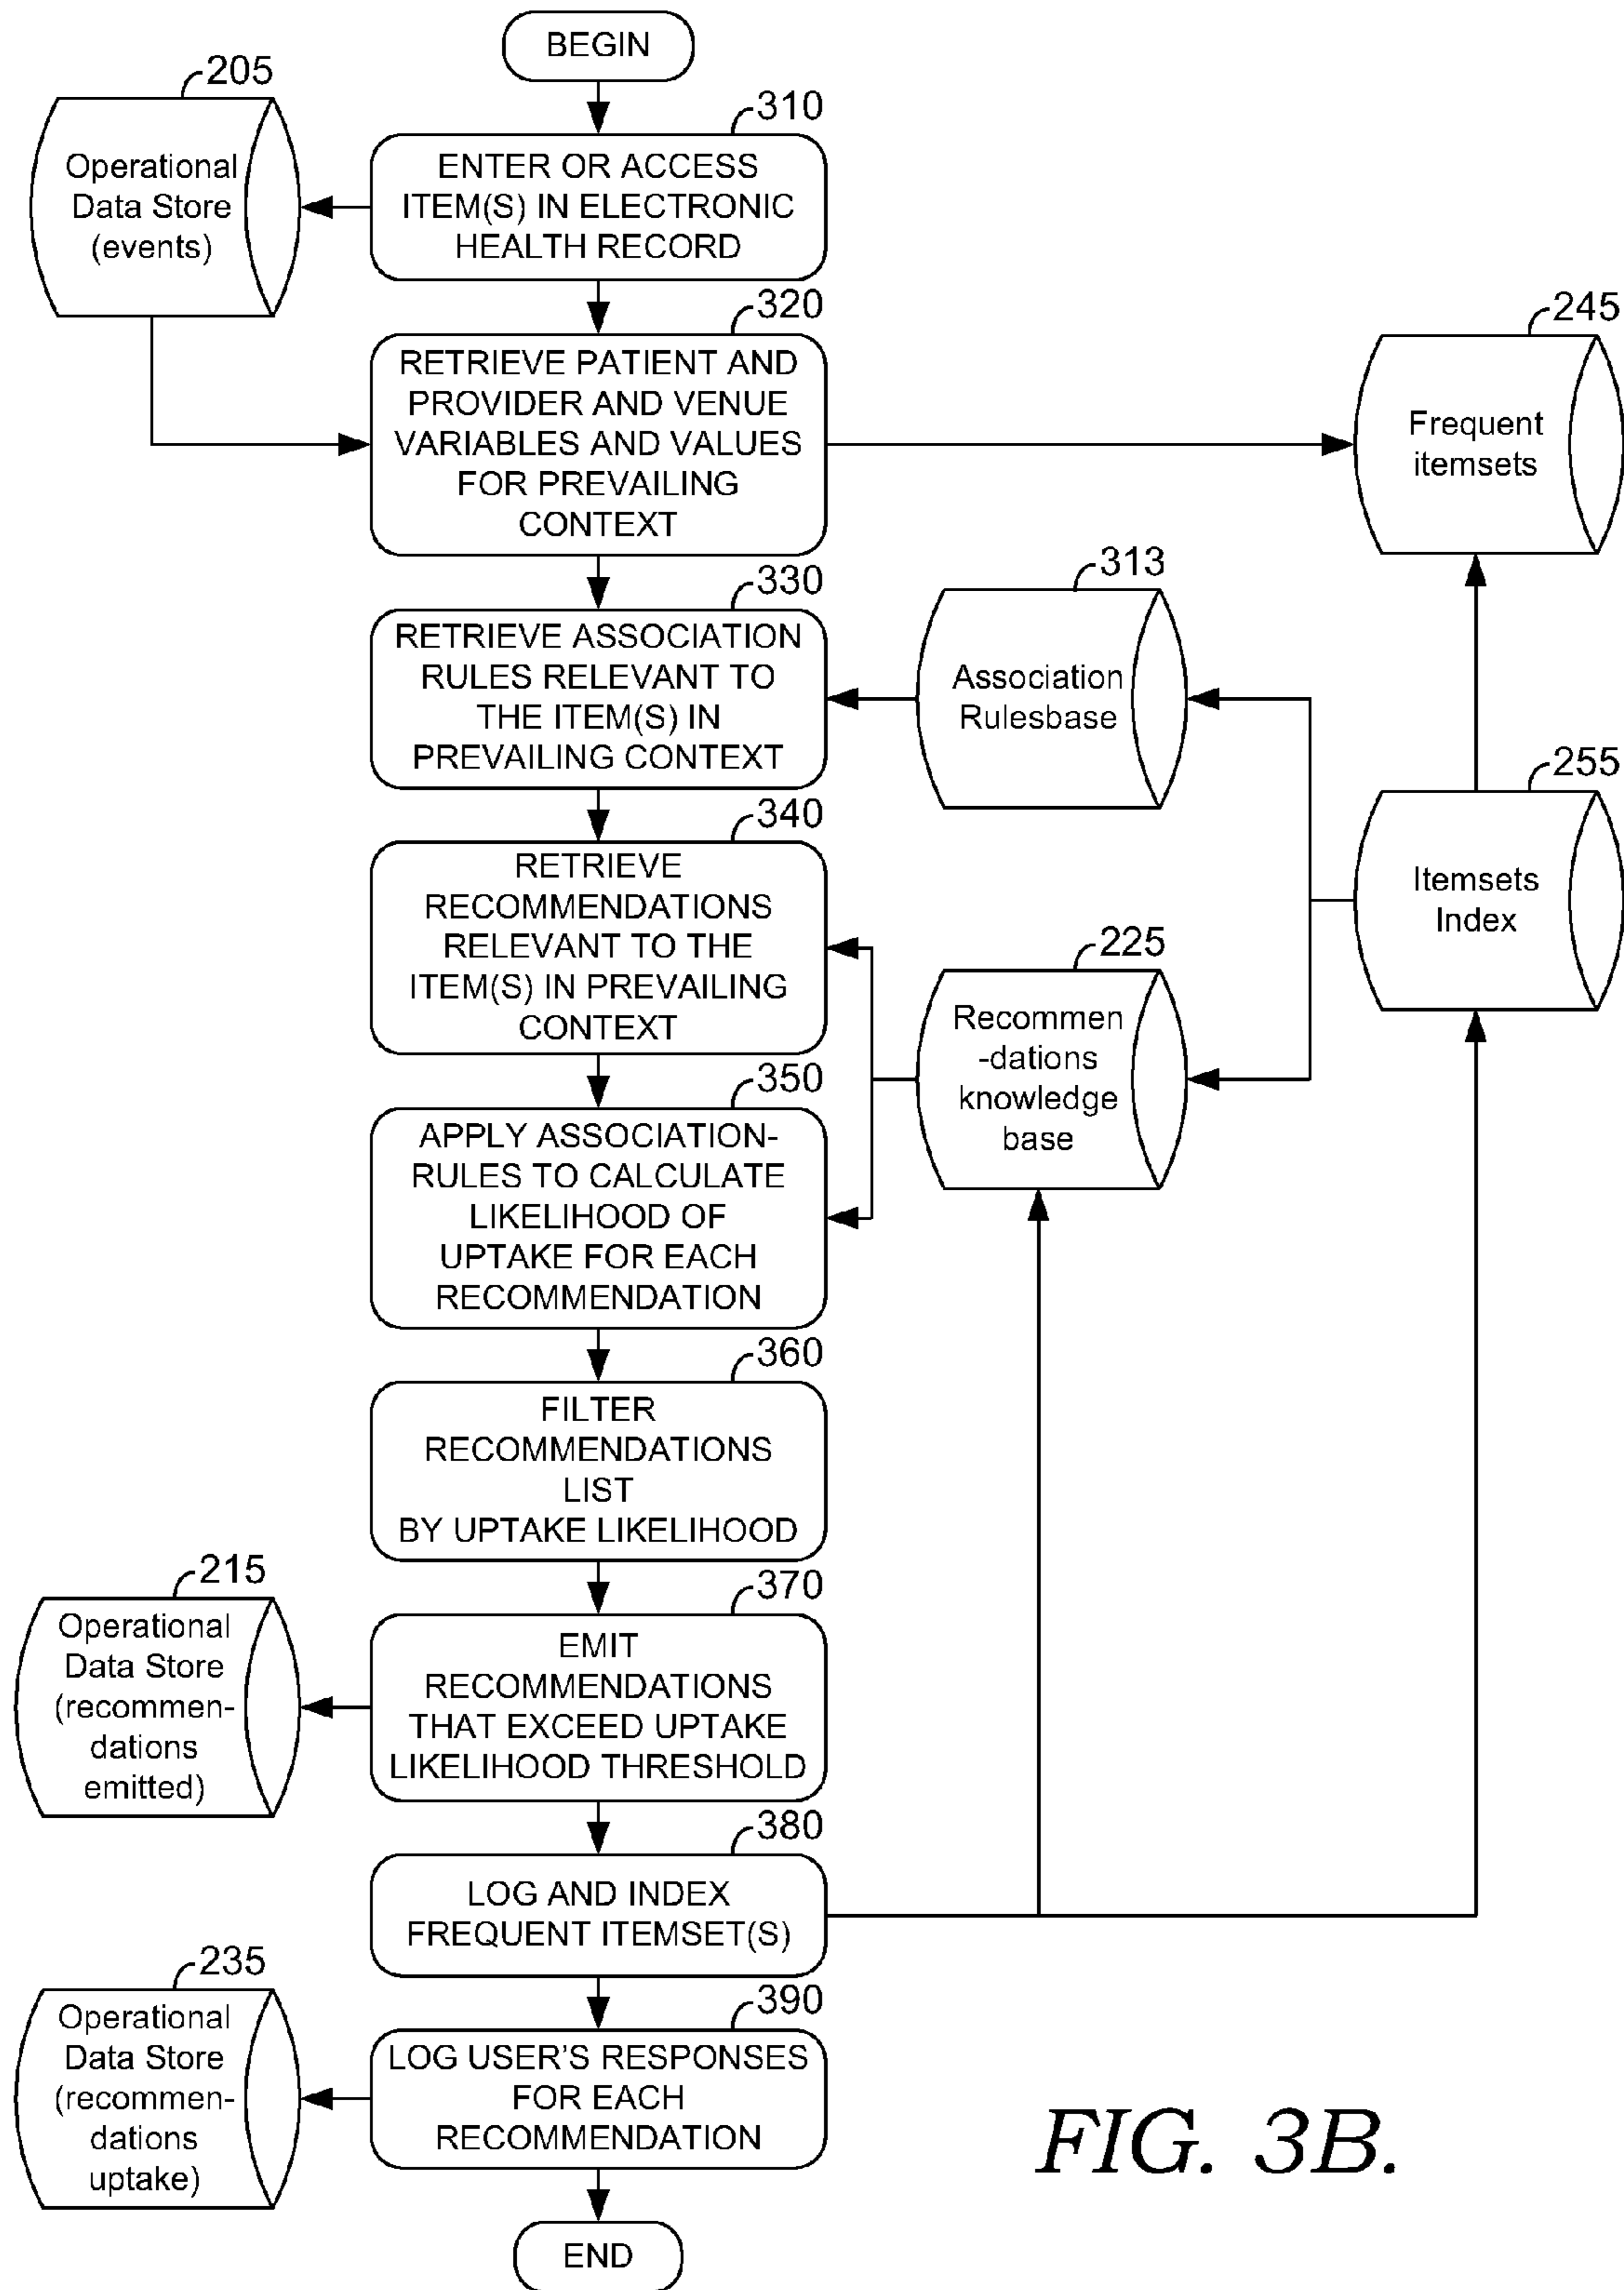 BEGIN
205
310
Operational
Data Store
(events)
ENTER OR ACCESS
ITEM(S) IN ELECTRONIC
HEALTH RECORD
320
245
RETRIEVE PATIENT AND
PROVIDER AND VENUE
VARIABLES AND VALUES
FOR PREVAILING
CONTEXT
Frequent
itemsets
330
313
RETRIEVE ASSOCIATION
RULES RELEVANT TO
THE ITEM(S) IN
PREVAILING CONTEXT
Association
Rulesbase
255
340
RETRIEVE
RECOMMENDATIONS
RELEVANT TO THE
ITEM(S) IN PREVAILING
CONTEXT
Itemsets
Index
225
Recommen
-dations
knowledge
base
350
APPLY ASSOCIATION-
RULES TO CALCULATE
LIKELIHOOD OF
UPTAKE FOR EACH
RECOMMENDATION
360
FILTER
RECOMMENDATIONS
LIST
BY UPTAKE LIKELIHOOD
215
370
Operational
Data Store
(recommen-
dations
emitted)
EMIT
RECOMMENDATIONS
THAT EXCEED UPTAKE
LIKELIHOOD THRESHOLD
380
LOG AND INDEX
FREQUENT ITEMSET(S)
235
390
Operational
Data Store
(recommen-
dations
uptake)
LOG USER'S RESPONSES
FOR EACH
RECOMMENDATION
FIG. 3B.
END